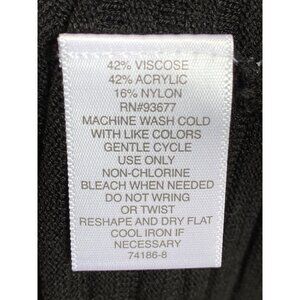 42% VISCOSE
42% ACRYLIC
16% NYLON
RN#93677
MACHINE WASH COLD
WITH LIKE COLORS
GENTLE CYCLE
USE ONLY
NON-CHLORINE
BLEACH WHEN NEEDED
DO NOT WRING
OR TWIST
RESHAPE AND DRY FLAT
COOL IRON IF
NECESSARY
74186-8